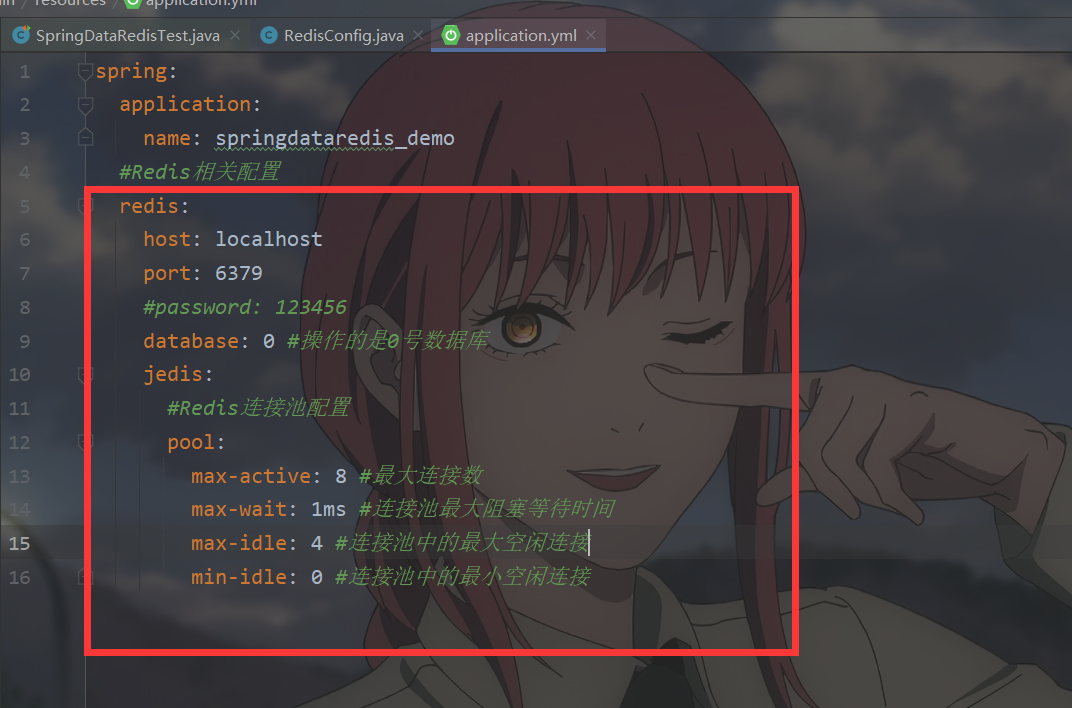 resources / application.yml
SpringDataRedisTest.java RedisConfig.java application.yml
1 spring:
2 application:
3 name: springdataredis_demo
4 #Redis相关配置
5 redis:
6 host: localhost
7 port: 6379
8 #password: 123456
9 database: 0 #操作的是0号数据库
10 jedis:
11 #Redis连接池配置
12 pool:
13 max-active: 8 #最大连接数
14 max-wait: 1ms #连接池最大阻塞等待时间
15 max-idle: 4 #连接池中的最大空闲连接
16 min-idle: 0 #连接池中的最小空闲连接